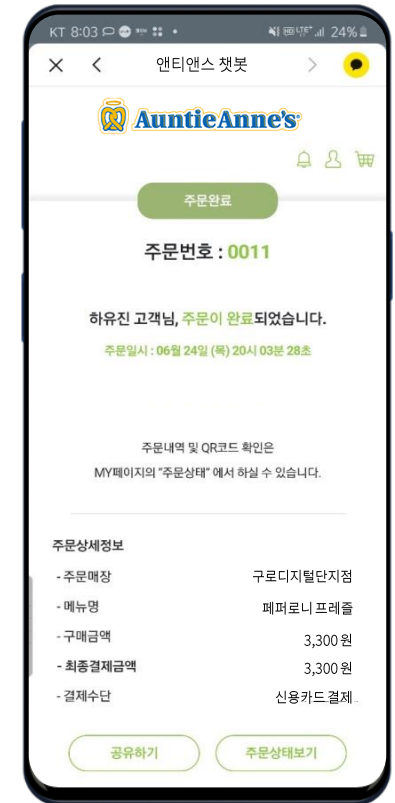 KT 8:03
LTE+ 24%
앤티앤스 챗봇
AuntieAnne's
주문완료
주문번호 : 0011
하유진 고객님, 주문이 완료되었습니다.
주문일시 : 06월 24일 (목) 20시 03분 28초
주문내역 및 QR코드 확인은
MY페이지의 "주문상태" 에서 하실 수 있습니다.
주문상세정보
- 주문매장 구로디지털단지점
- 메뉴명 페퍼로니 프레즐
- 구매금액 3,300 원
- 최종결제금액 3,300 원
- 결제수단 신용카드결제
공유하기 주문상태보기